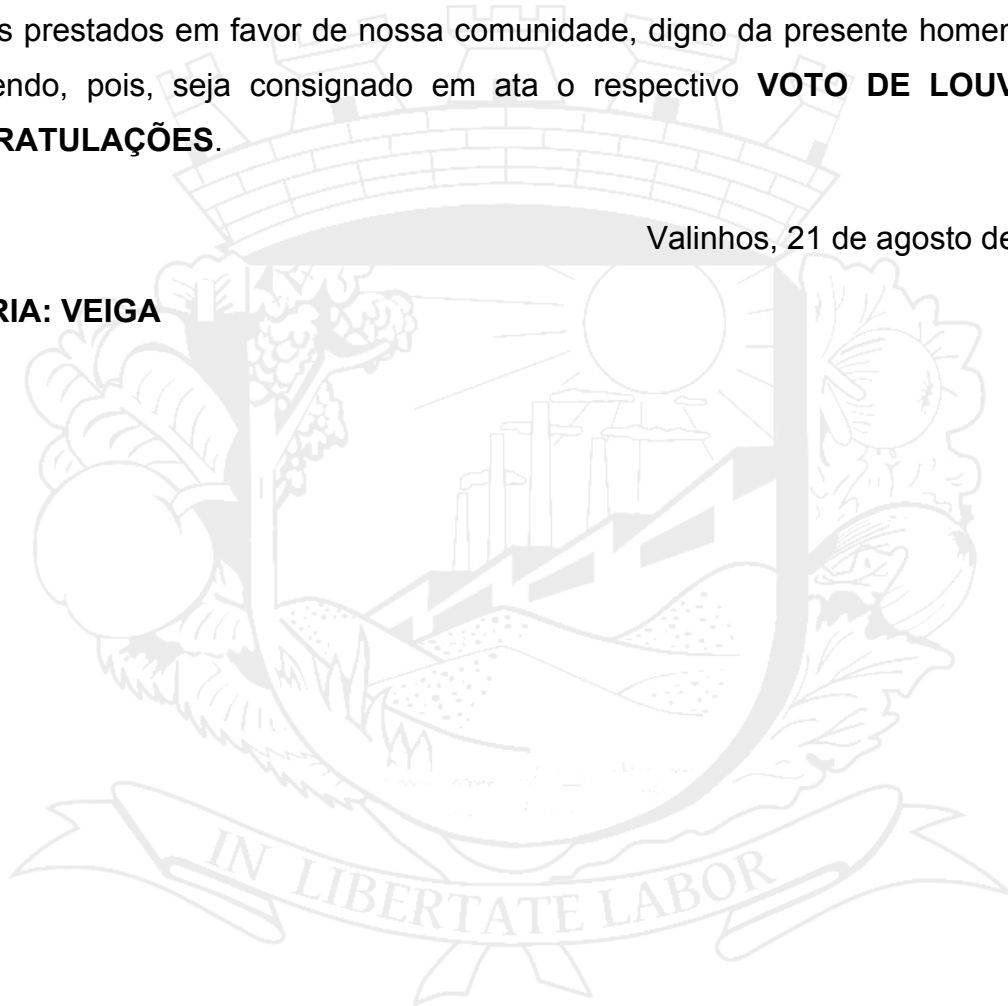 s prestados em favor de nossa comunidade, digno da presente homen
endo, pois, seja consignado em ata o respectivo VOTO DE LOUV
RATULAÇÕES.
Valinhos, 21 de agosto de
RIA: VEIGA
IN LIBERTATE LABOR